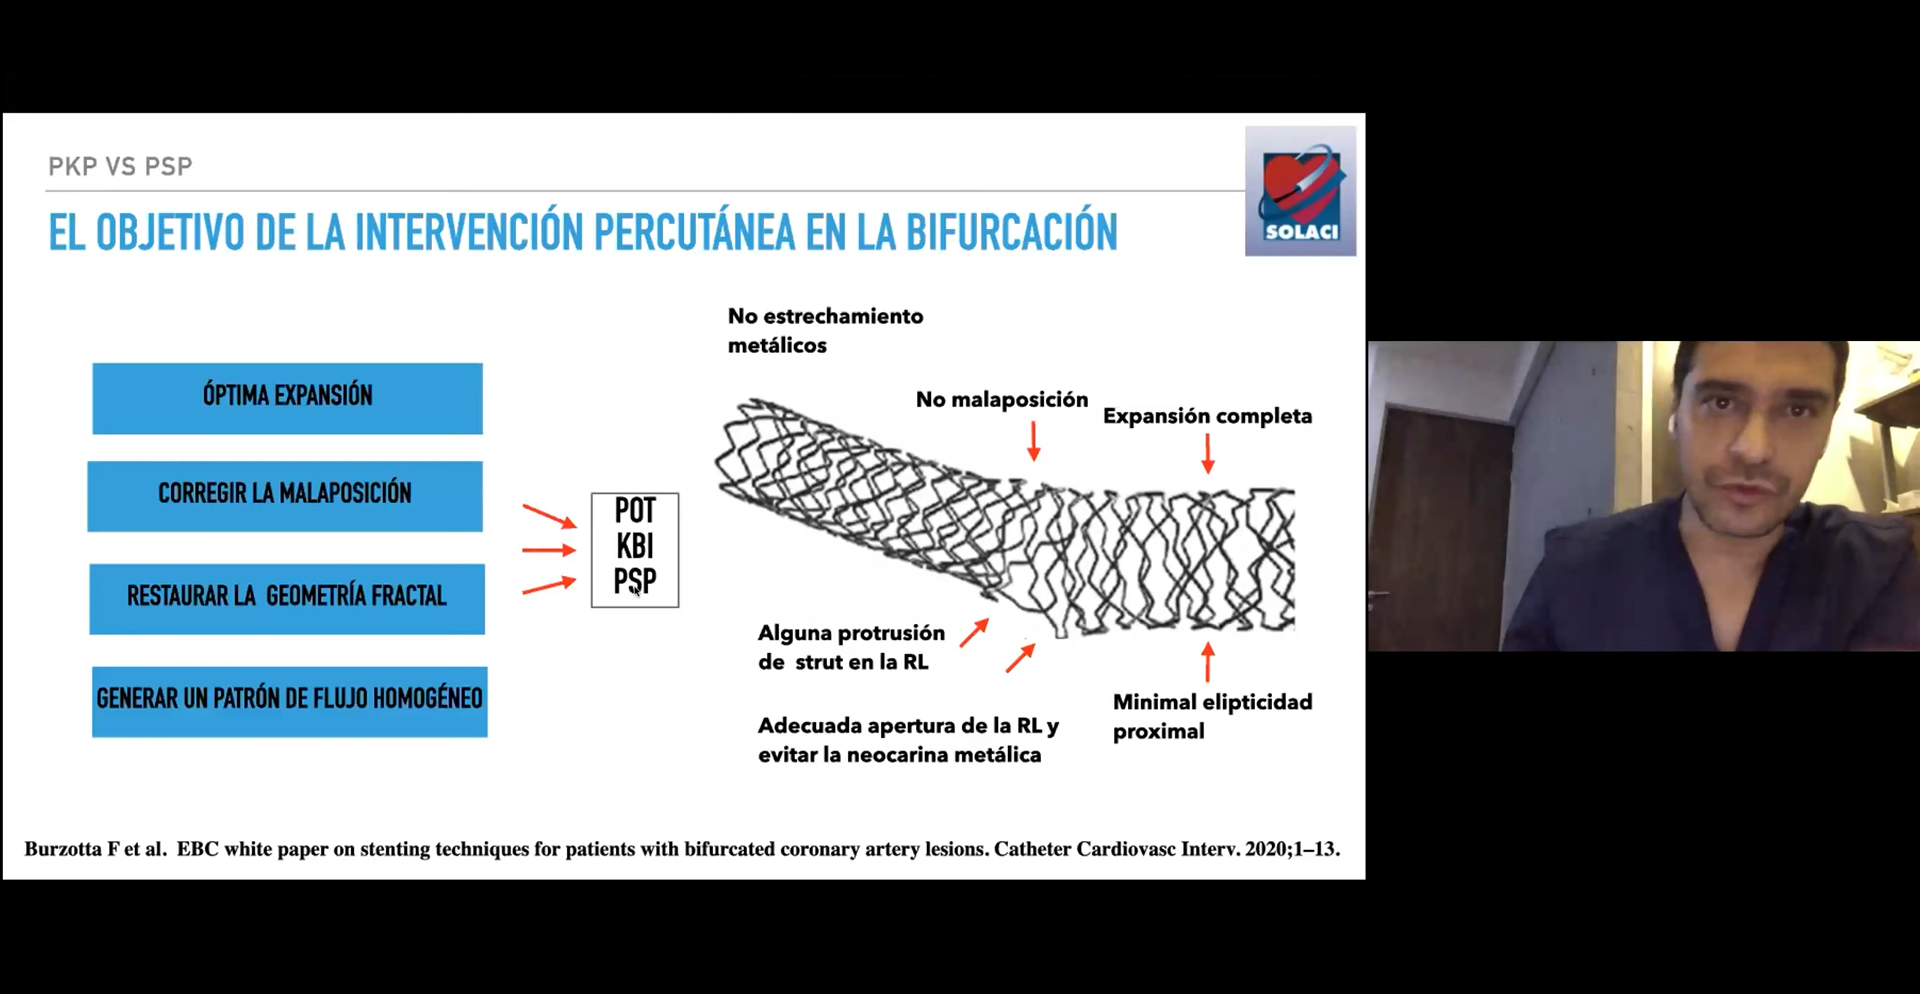 PKP VS PSP
EL OBJETIVO DE LA INTERVENCIÓN PERCUTÁNEA EN LA BIFURCACIÓN
SOLACI
ÓPTIMA EXPANSIÓN
CORREGIR LA MALAPOSICIÓN
RESTAURAR LA GEOMETRÍA FRACTAL
GENERAR UN PATRÓN DE FLUJO HOMOGÉNEO
POT
KBI
PSP
No estrechamiento
metálicos
No malaposición
Expansión completa
Alguna protrusión
de strut en la RL
Adecuada apertura de la RL y
evitar la neocarina metálica
Minimal elipticidad
proximal
Burzotta F et al. EBC white paper on stenting techniques for patients with bifurcated coronary artery lesions. Catheter Cardiovasc Interv. 2020;1–13.